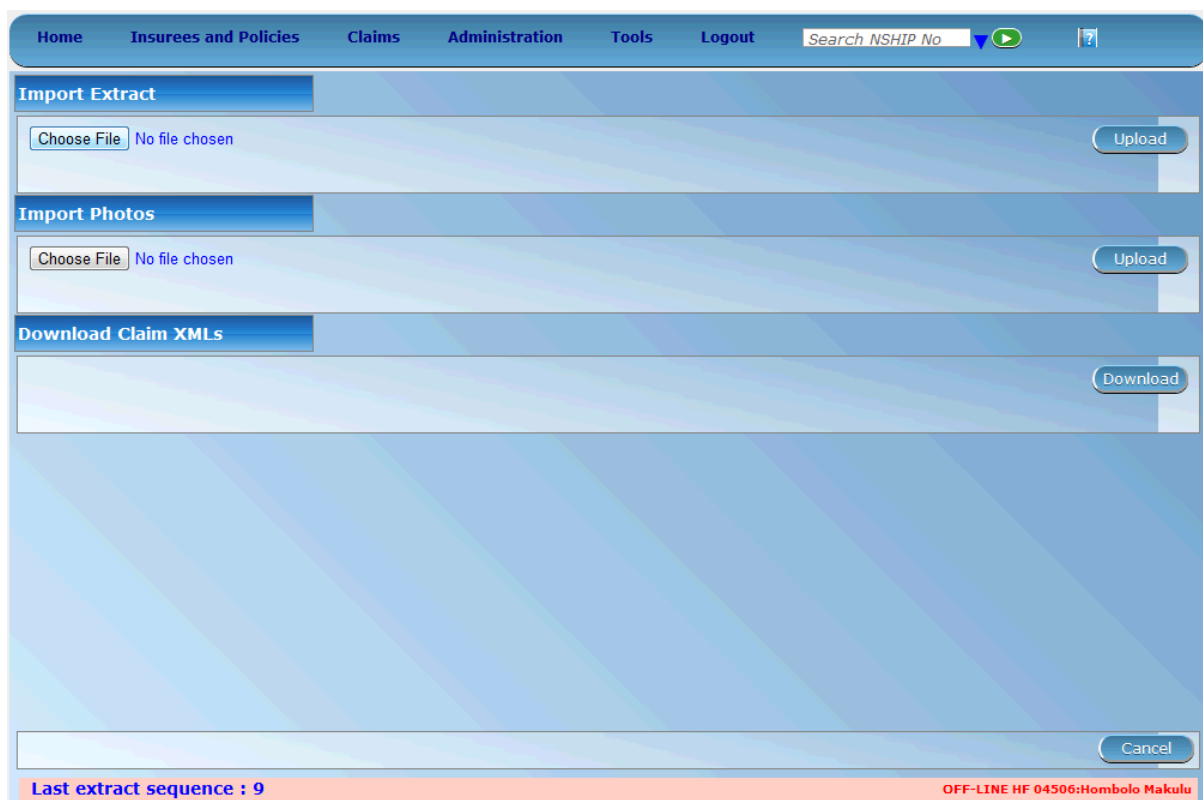 Home Insurees and Policies Claims Administration Tools Logout Search NSHIP No ?
Import Extract
Choose File No file chosen Upload
Import Photos
Choose File No file chosen Upload
Download Claim XMLs
Download
Cancel
Last extract sequence : 9 OFF-LINE HF 04506:Hombolo Makulu